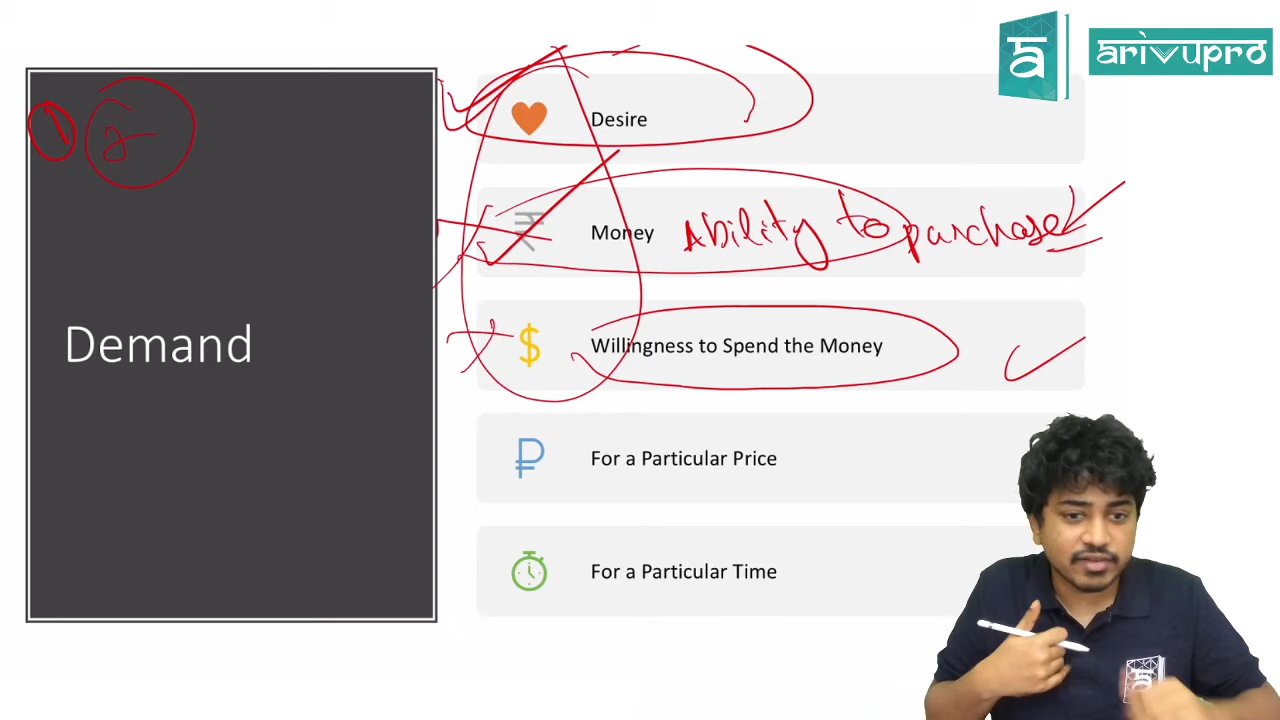 arivupro
Desire
Money Ability to purchase
Demand
Willingness to Spend the Money
For a Particular Price
For a Particular Time